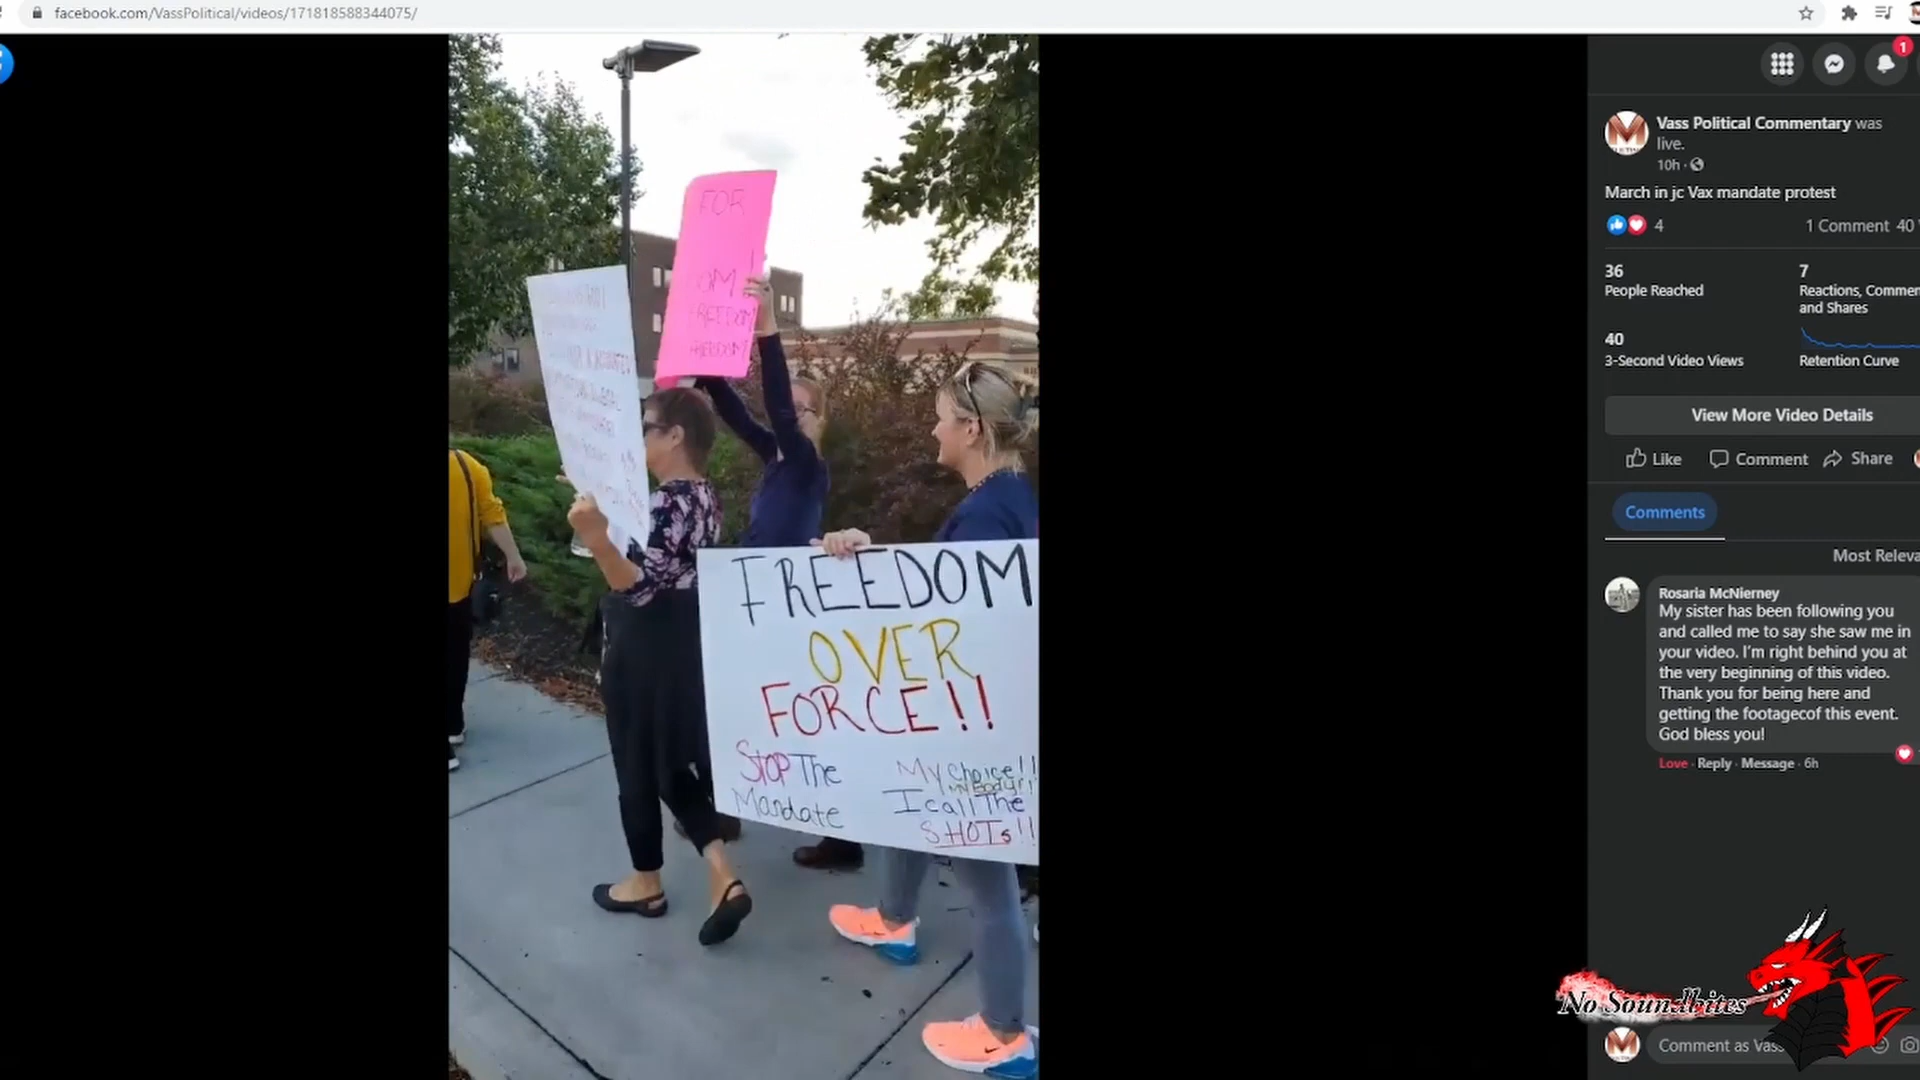 facebook.com/VassPolitical/videos/171818588344075/
FOR
FREEDOM
FREEDOM
FREEDOM
OVER
FORCE!!
STOP The
Mandate
My choice!!
My Body!!
I call The
SHOTs!!
1
Vass Political Commentary was
live.
10h
March in jc Vax mandate protest
4
1 Comment 40
36
People Reached
7
Reactions, Commen
and Shares
40
3-Second Video Views
Retention Curve
View More Video Details
Like
Comment
Share
Comments
Most Releva
Rosaria McNierney
My sister has been following you
and called me to say she saw me in
your video. I'm right behind you at
the very beginning of this video.
Thank you for being here and
getting the footagecof this event.
God bless you!
Love · Reply · Message · 6h
No Soundbites
Comment as Vass